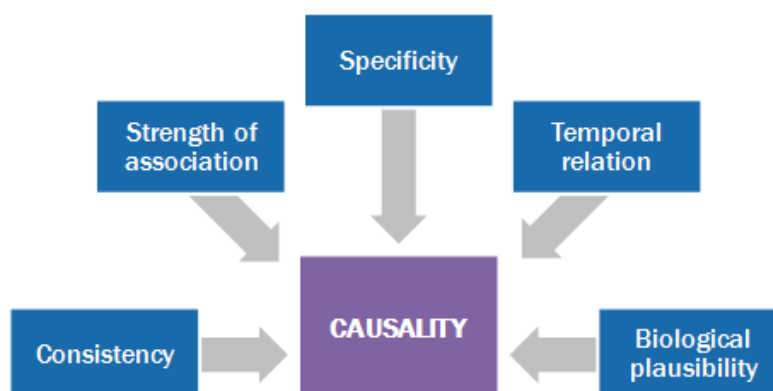 Specificity
Strength of
association
Temporal
relation
Consistency
CAUSALITY
Biological
plausibility